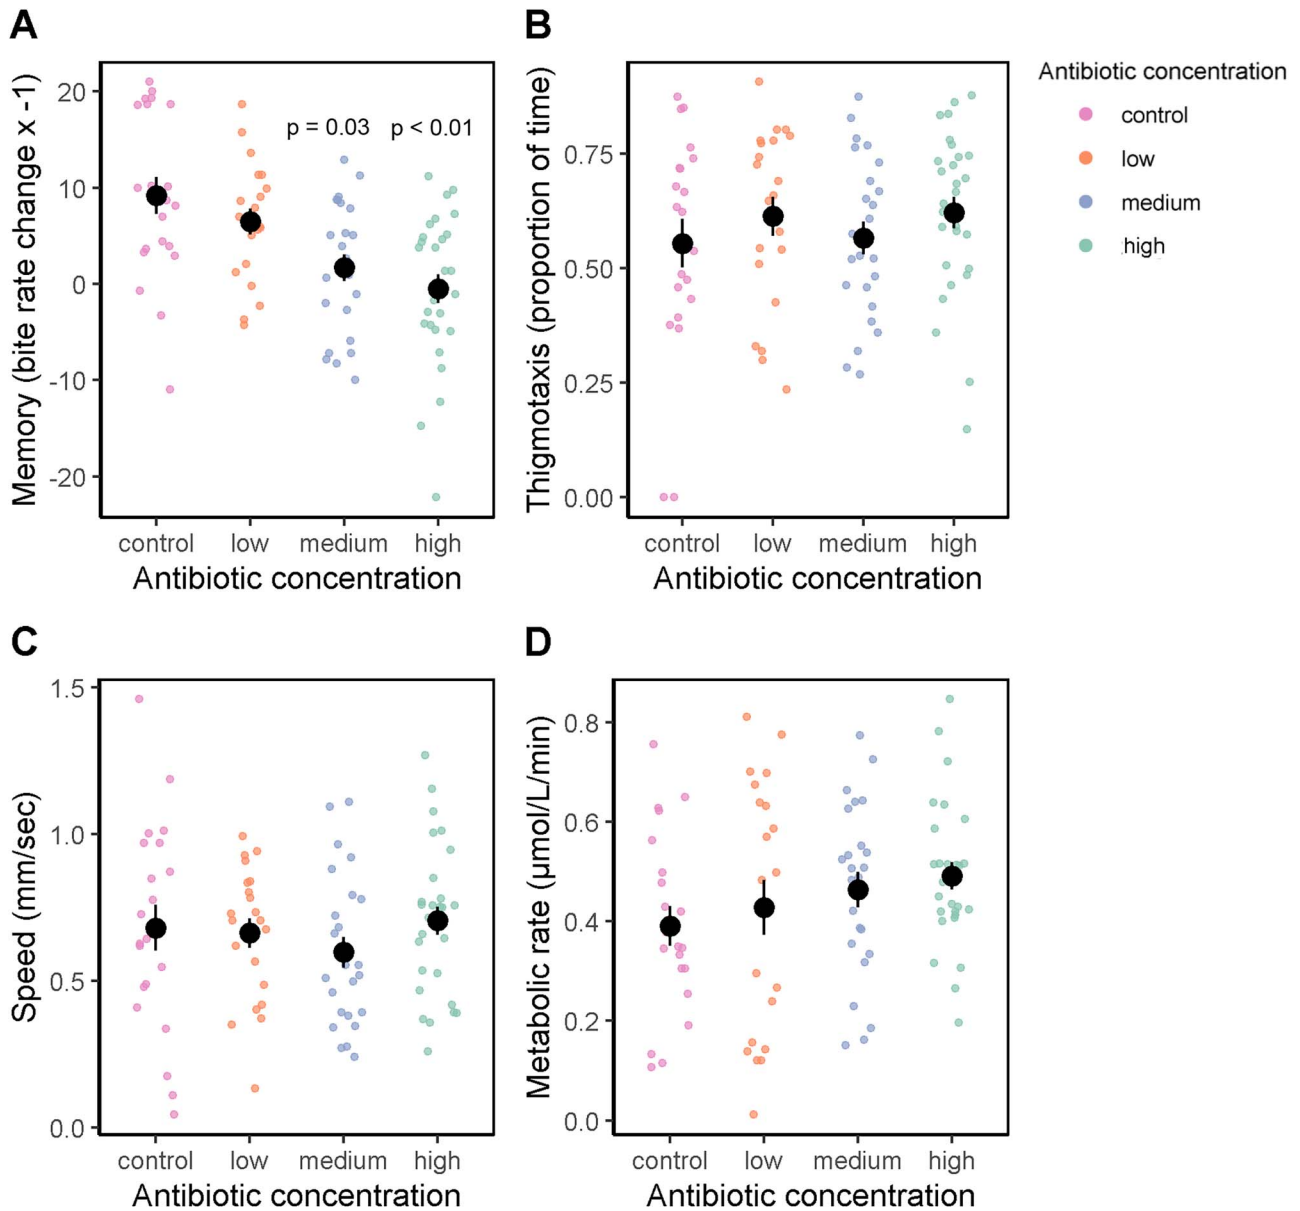 A
Memory (bite rate change x -1)
20
10
0
-10
-20
p = 0.03
p < 0.01
control
low
medium
high
Antibiotic concentration
B
Thigmotaxis (proportion of time)
0.75
0.50
0.25
0.00
control
low
medium
high
Antibiotic concentration
Antibiotic concentration
control
low
medium
high
C
Speed (mm/sec)
1.5
1.0
0.5
0.0
control
low
medium
high
Antibiotic concentration
D
Metabolic rate (μmol/L/min)
0.8
0.6
0.4
0.2
0.0
control
low
medium
high
Antibiotic concentration